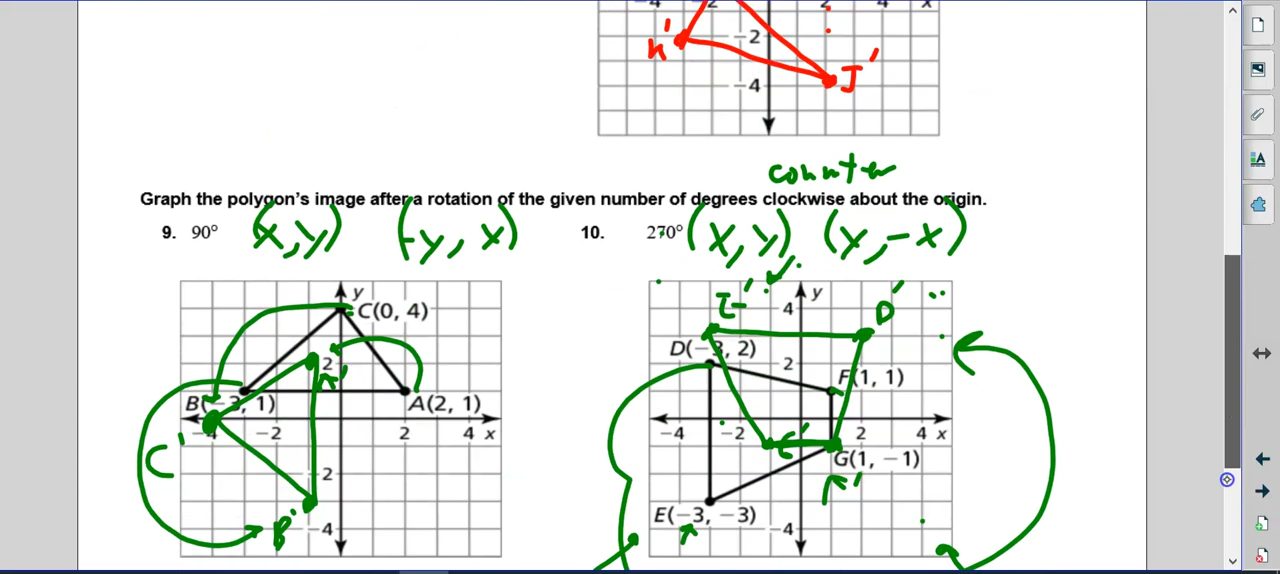 -4 -2 2 4 x
K'
-2
J'
-4
counter
Graph the polygon's image after a rotation of the given number of degrees clockwise about the origin.
9. 90° (x,y) (-y, x)
10. 270° (x,y) (y,-x)
y
C(0, 4)
2
A'
B(-3, 1)
A(2, 1)
-4 -2 2 4 x
C'
-2
B'
-4
E'
y
4
D'
D(-3, 2)
2
F(1, 1)
-4 -2 2 4 x
G'
G(1, -1)
F'
E(-3, -3)
-4